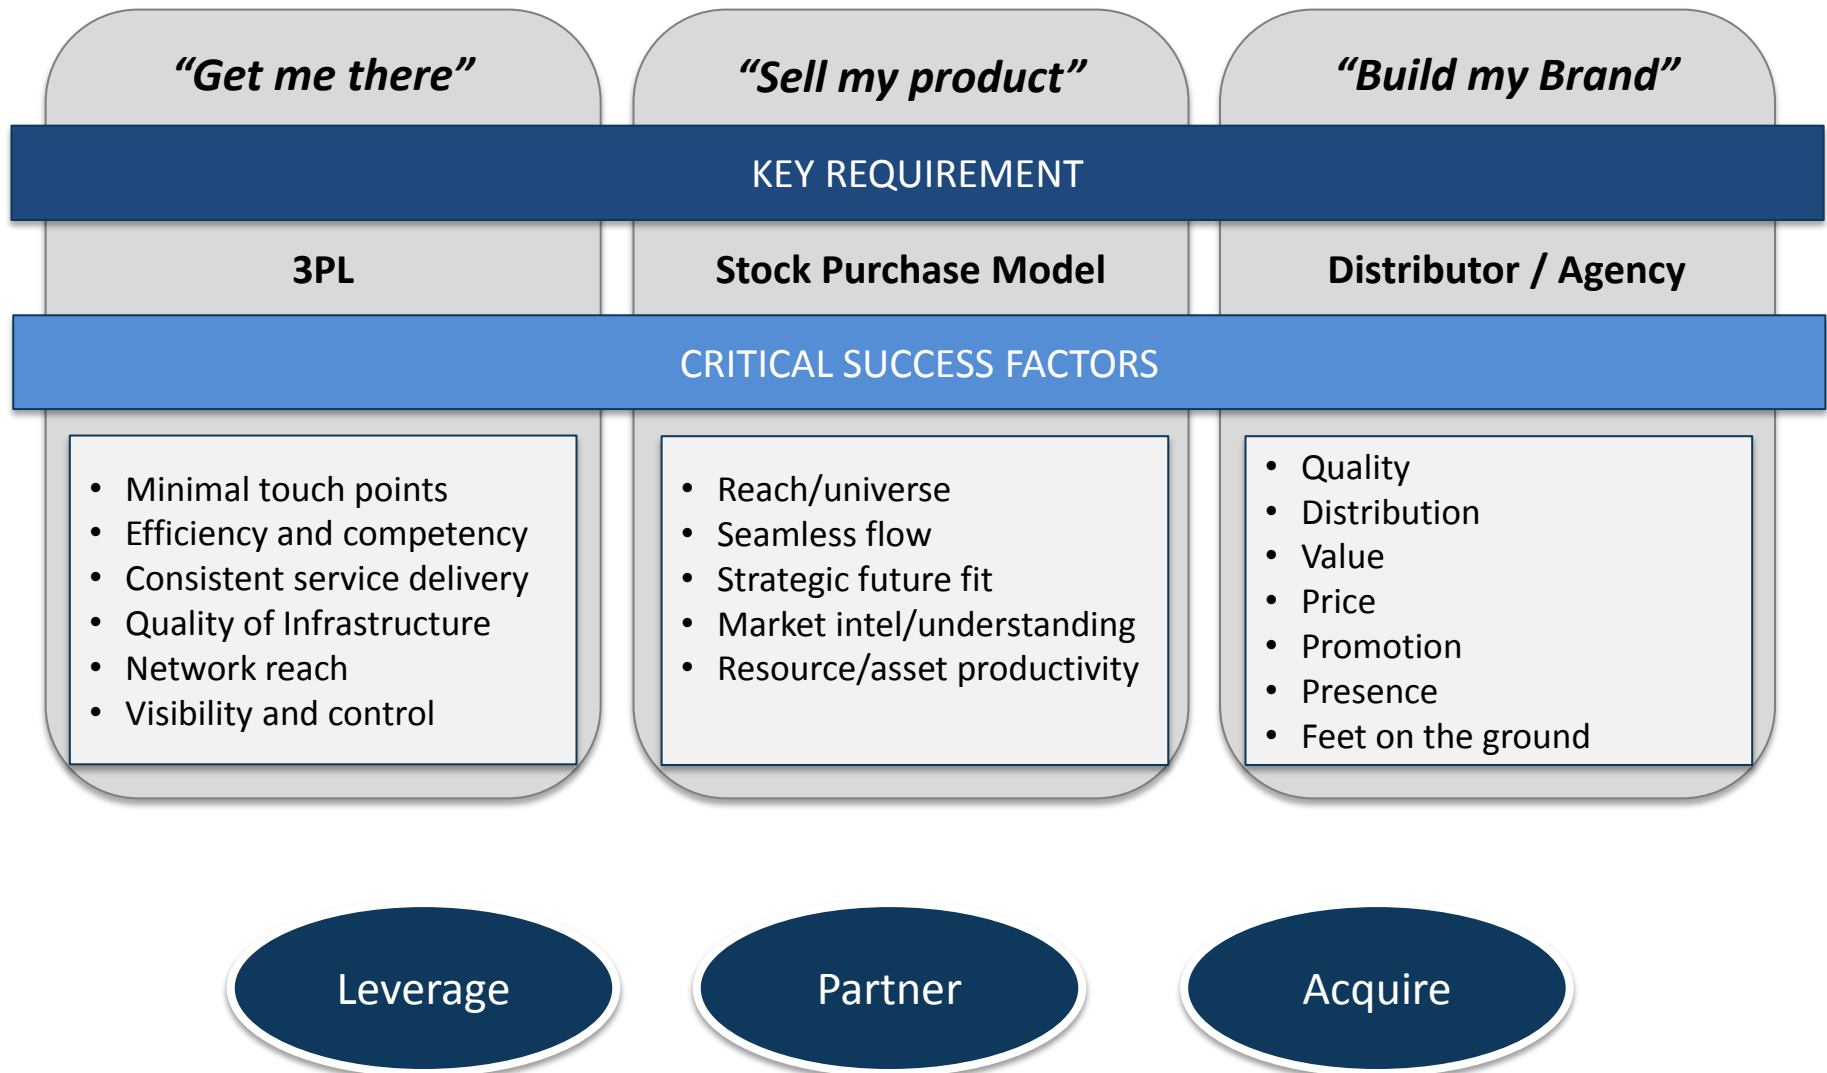 “Get me there”
“Sell my product”
“Build my Brand”
KEY REQUIREMENT
3PL
Stock Purchase Model
Distributor / Agency
CRITICAL SUCCESS FACTORS
• Minimal touch points
• Efficiency and competency
• Consistent service delivery
• Quality of Infrastructure
• Network reach
• Visibility and control
• Reach/universe
• Seamless flow
• Strategic future fit
• Market intel/understanding
• Resource/asset productivity
• Quality
• Distribution
• Value
• Price
• Promotion
• Presence
• Feet on the ground
Leverage
Partner
Acquire